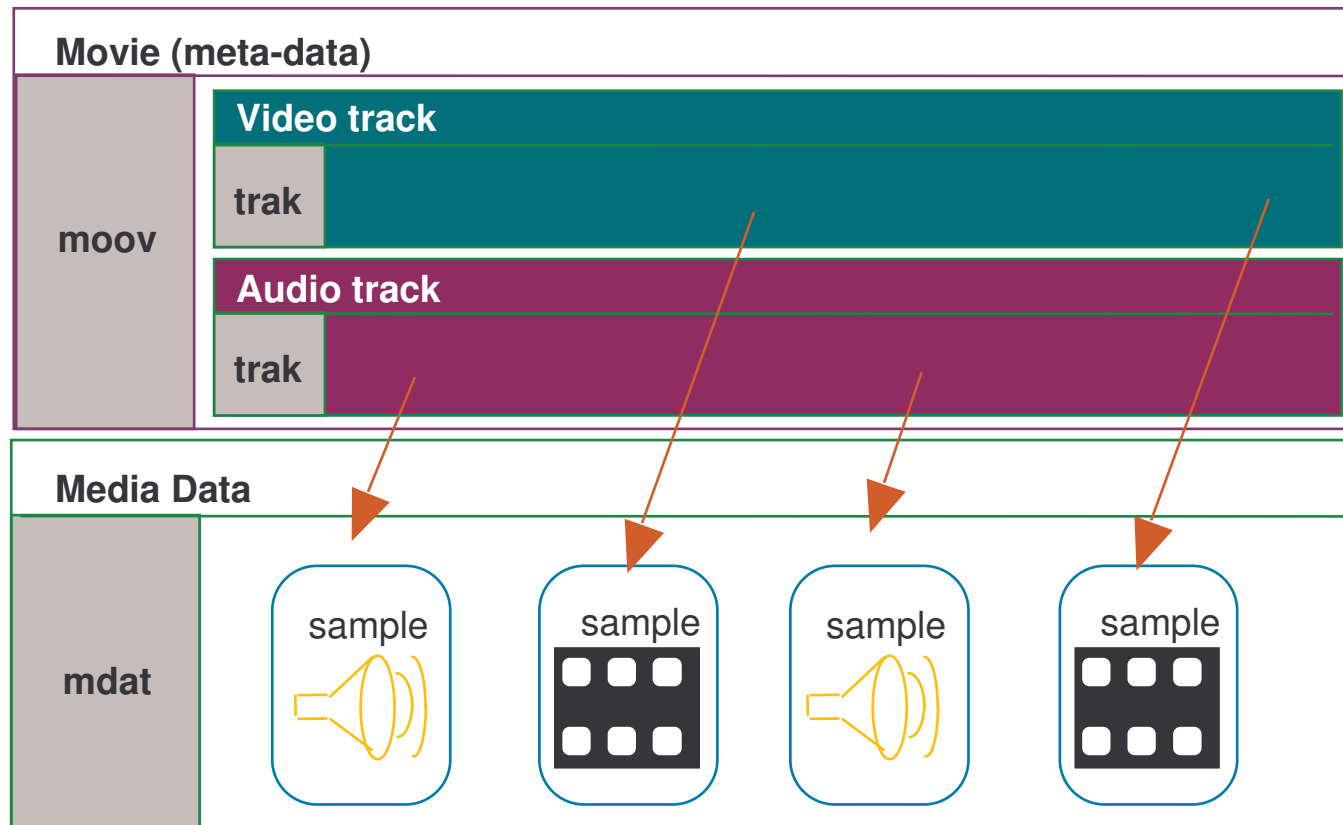 Movie (meta-data)
moov
Video track
trak
Audio track
trak
Media Data
mdat
sample
sample
sample
sample